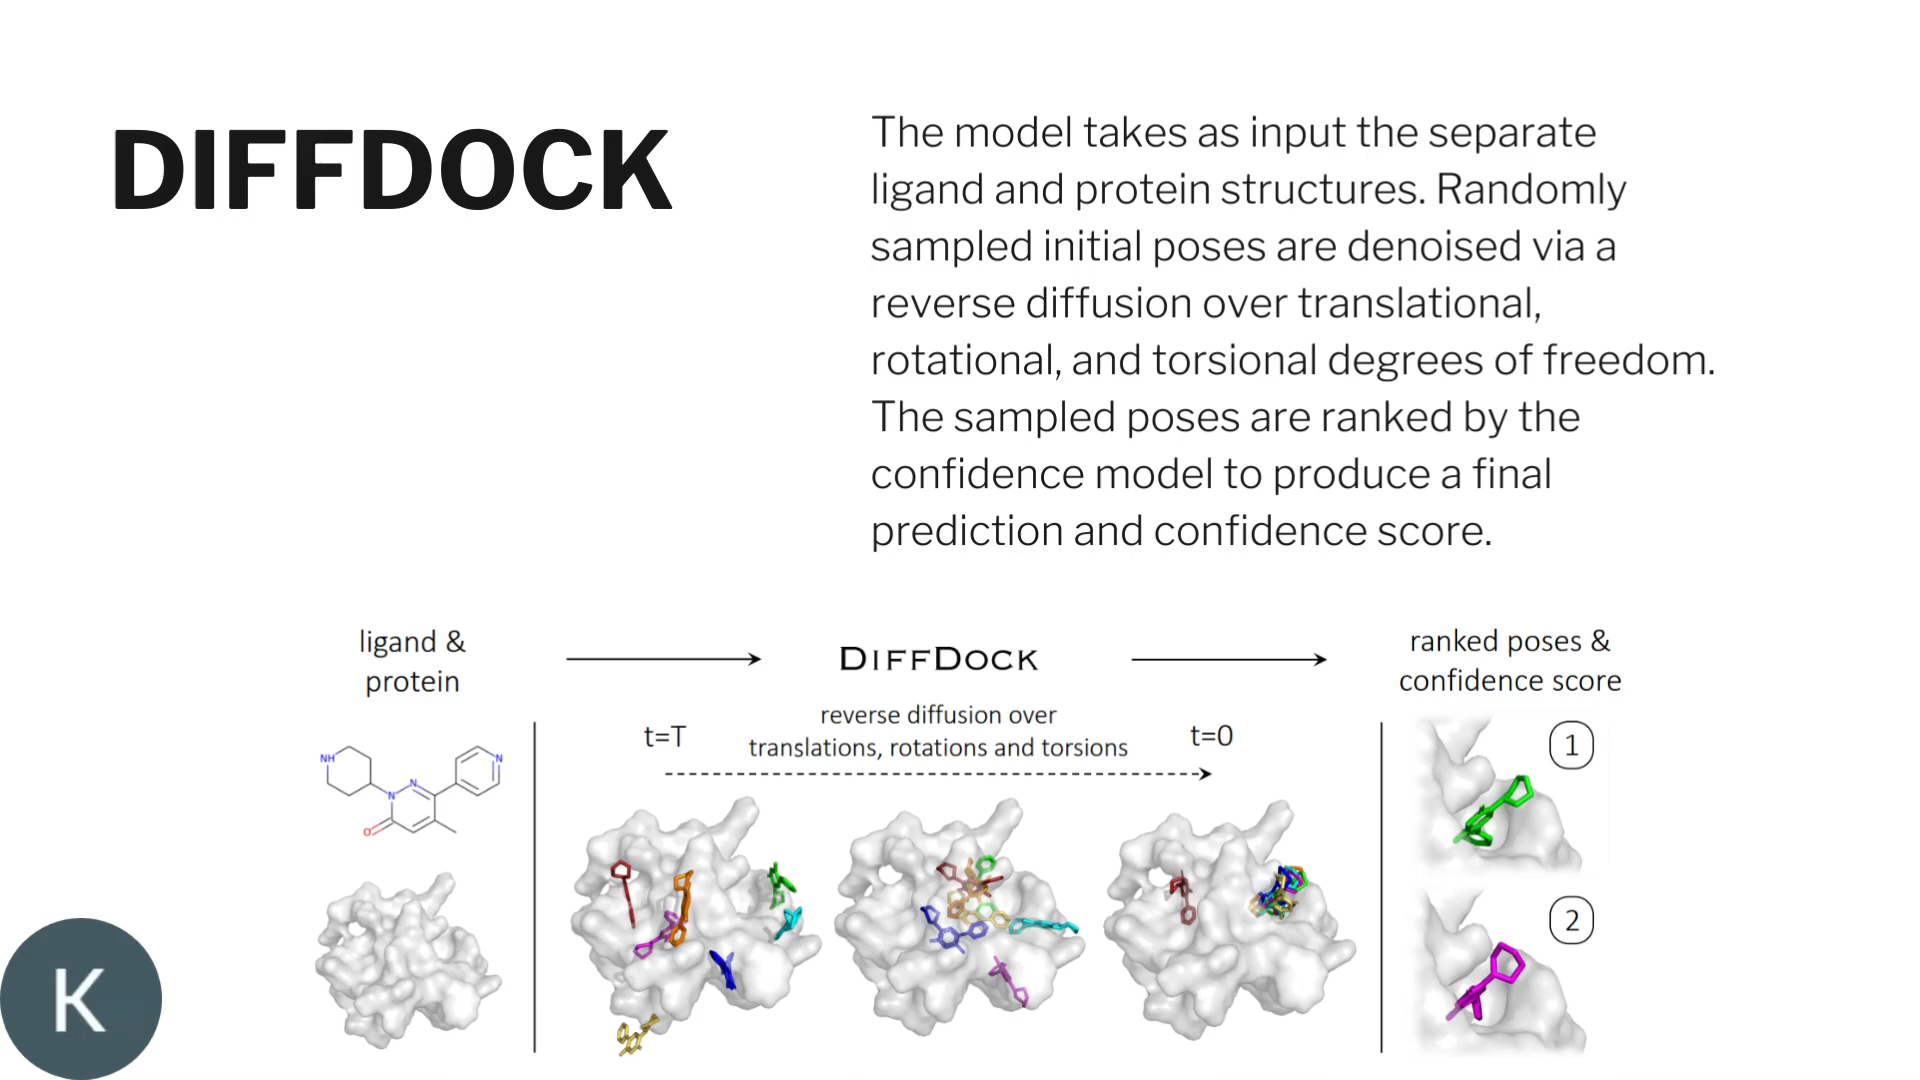 DIFFDOCK
The model takes as input the separate
ligand and protein structures. Randomly
sampled initial poses are denoised via a
reverse diffusion over translational,
rotational, and torsional degrees of freedom.
The sampled poses are ranked by the
confidence model to produce a final
prediction and confidence score.
ligand &
protein
DIFFDOCK
ranked poses &
confidence score
reverse diffusion over
translations, rotations and torsions
t=T
t=0
NH
N
N
N
O
1
2
K